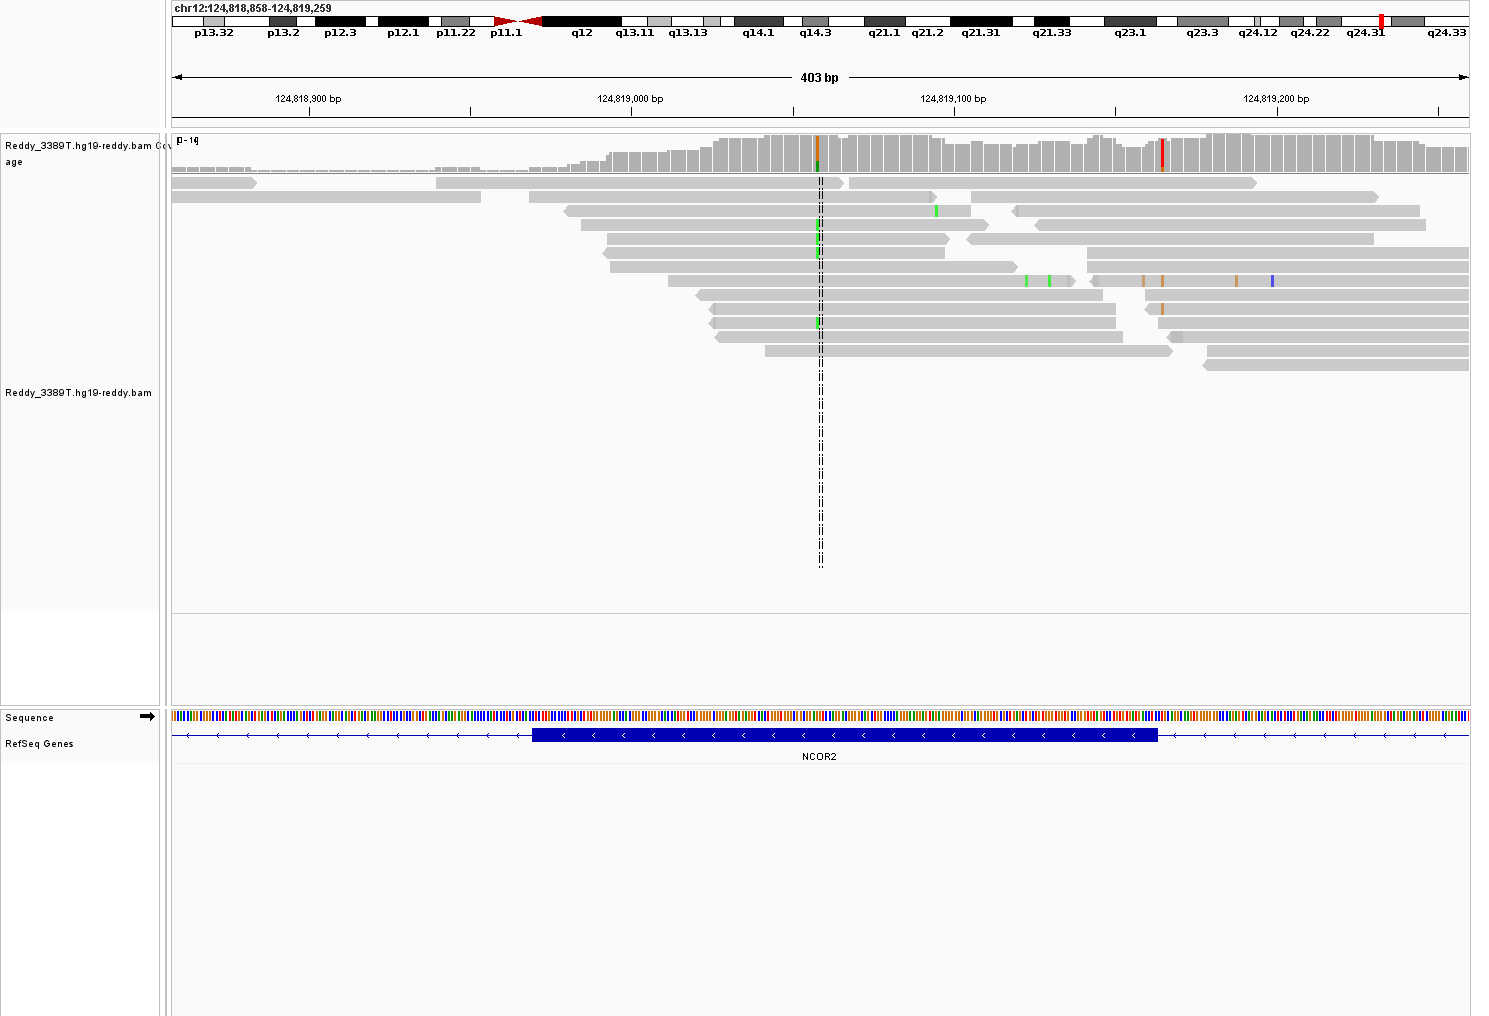 chr12:124,818,858-124,819,259
p13.32 p13.2 p12.3 p12.1 p11.22 p11.1 q12 q13.11 q13.13 q14.1 q14.3 q21.1 q21.2 q21.31 q21.33 q23.1 q23.3 q24.12 q24.22 q24.31 q24.33
403 bp
124,818,900 bp 124,819,000 bp 124,819,100 bp 124,819,200 bp
Reddy_3389T.hg19-reddy.bam Cov
age
Reddy_3389T.hg19-reddy.bam
Sequence
RefSeq Genes
NCOR2